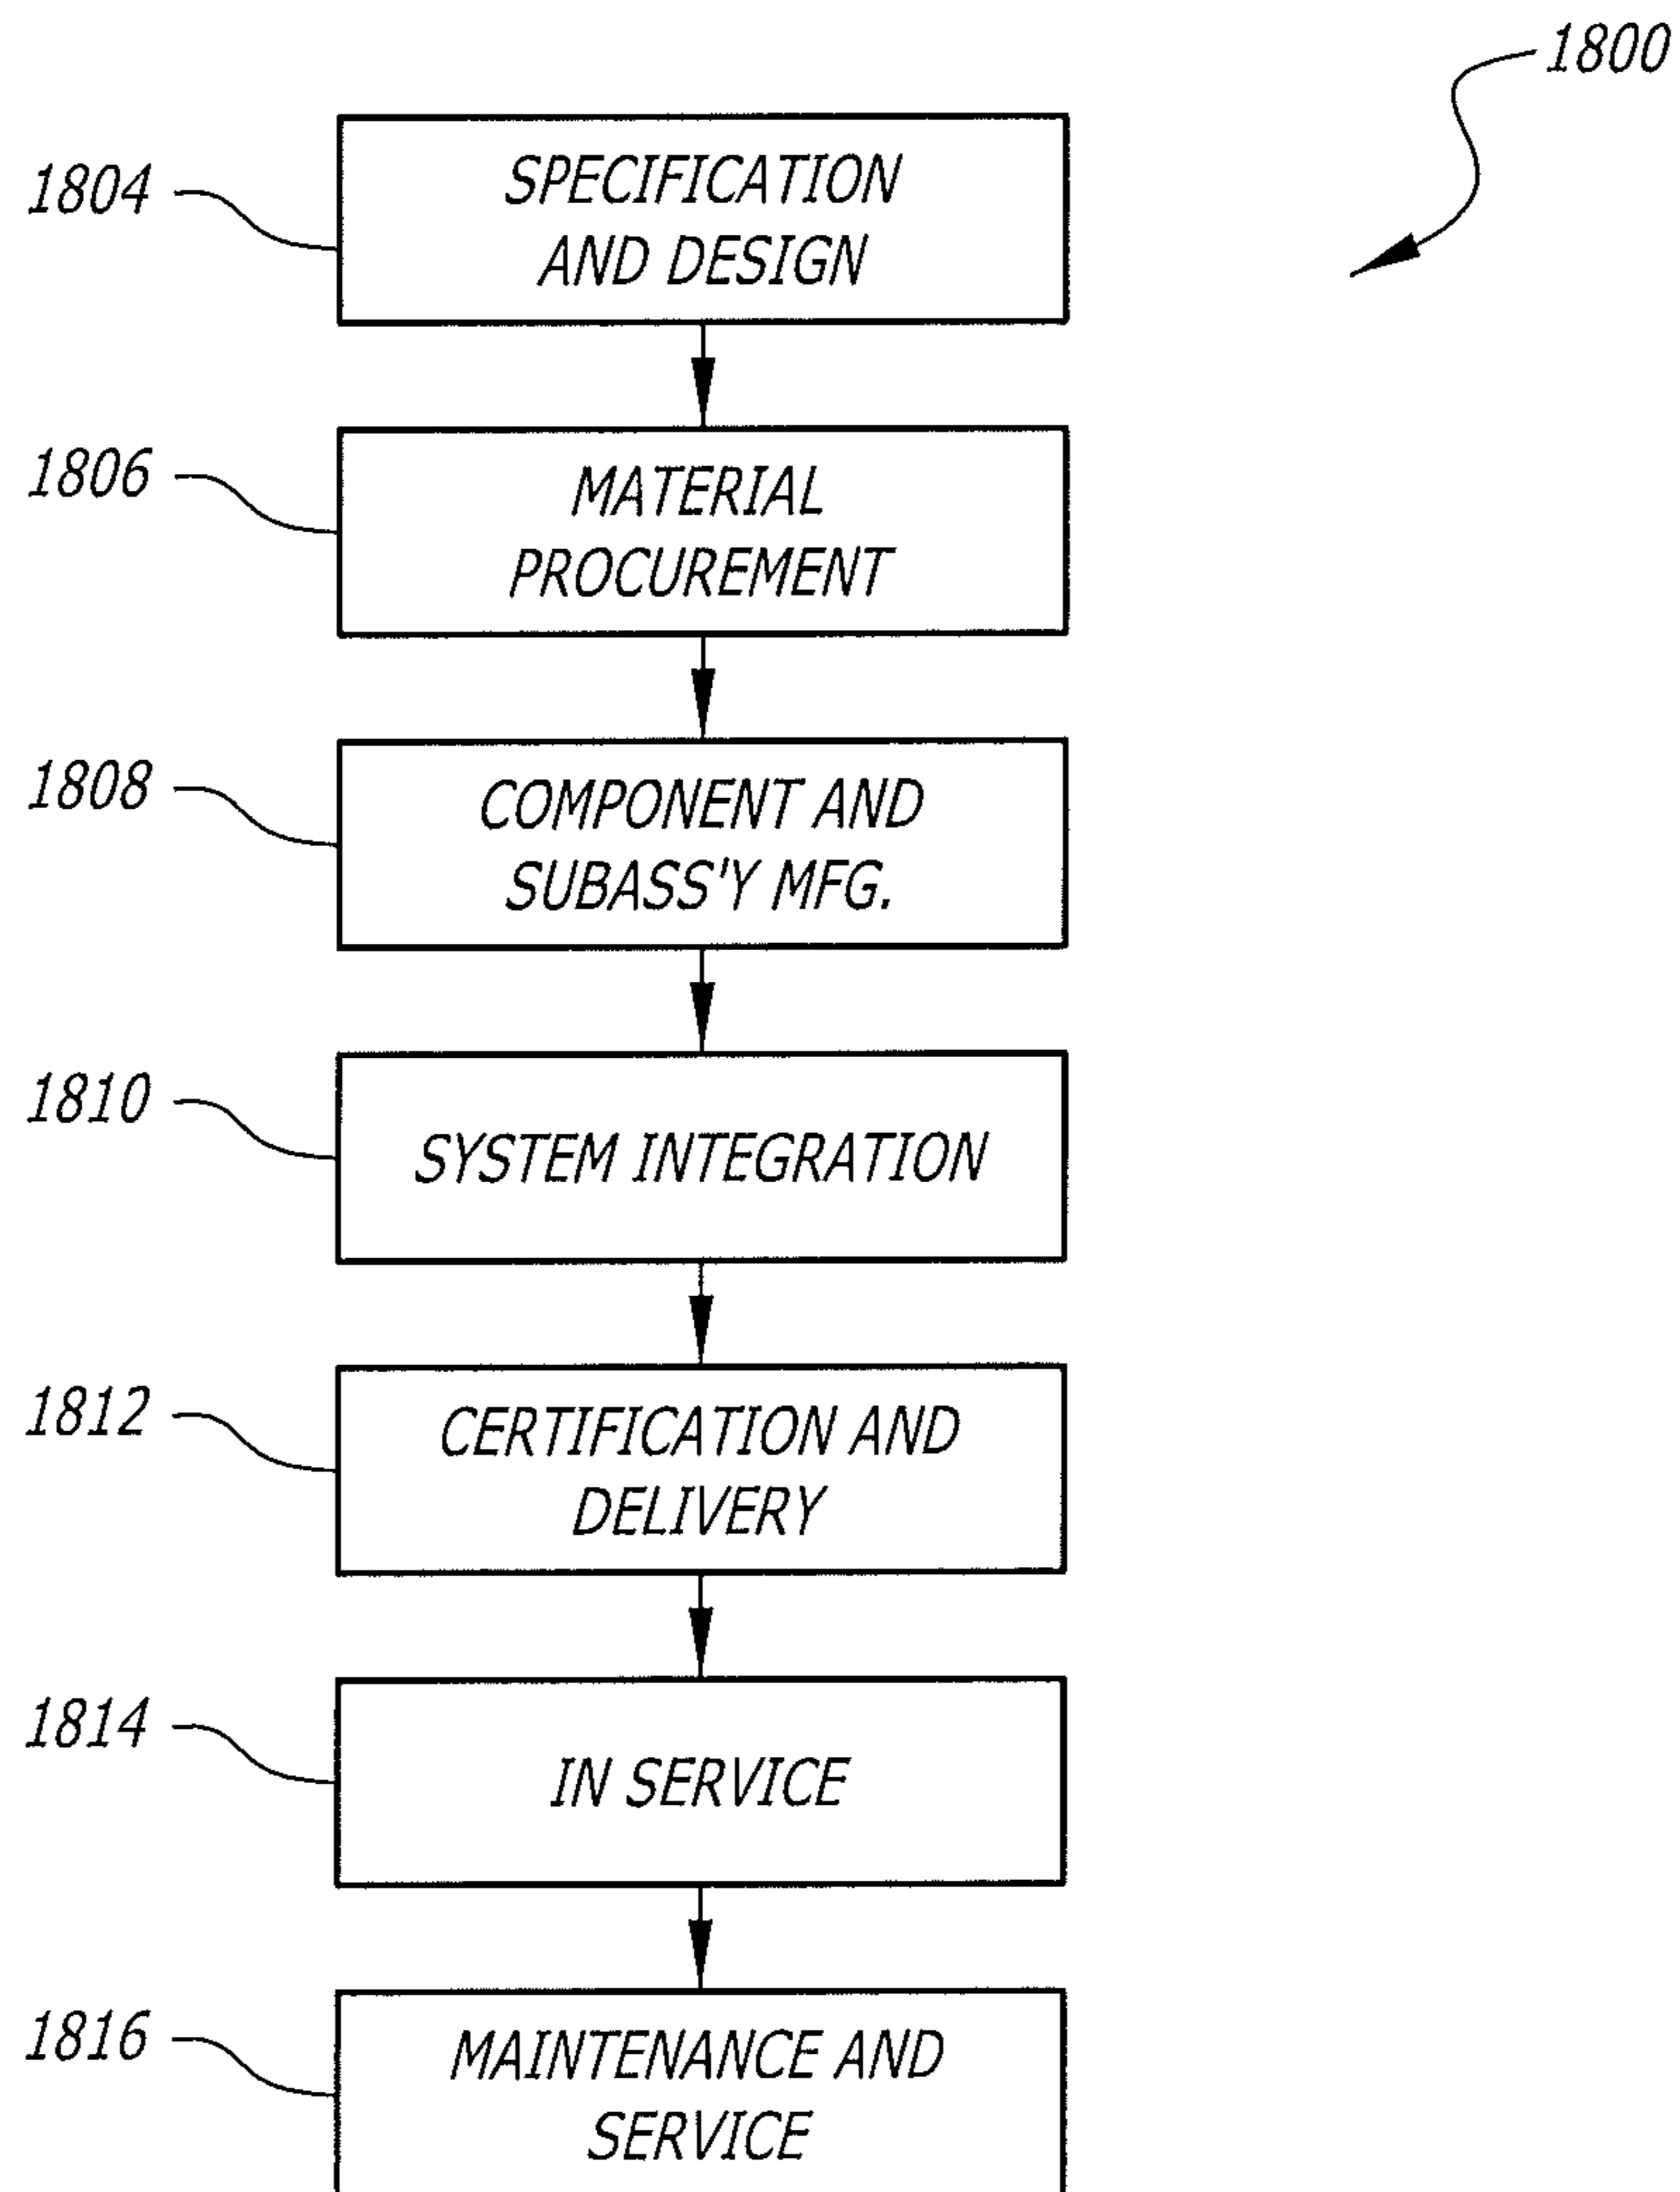 1800
1804
SPECIFICATION
AND DESIGN
1806
MATERIAL
PROCUREMENT
1808
COMPONENT AND
SUBASS'Y MFG.
1810
SYSTEM INTEGRATION
1812
CERTIFICATION AND
DELIVERY
1814
IN SERVICE
1816
MAINTENANCE AND
SERVICE